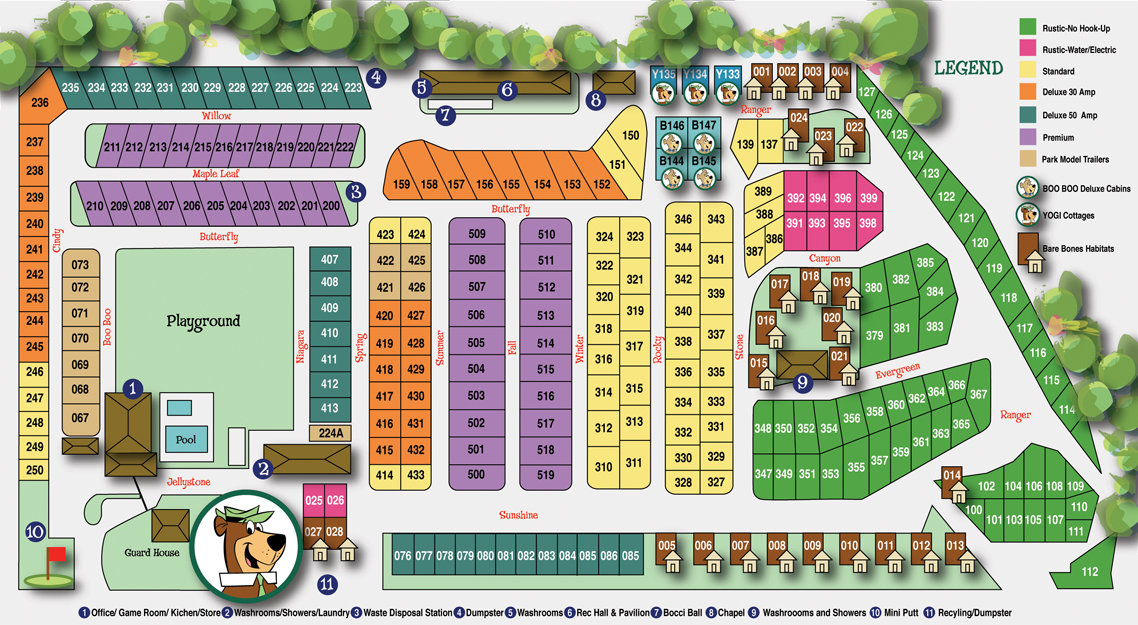 LEGEND
Rustic-No Hook-Up
Rustic-Water/Electric
Standard
Deluxe 30 Amp
Deluxe 50 Amp
Premium
Park Model Trailers
BOO BOO Deluxe Cabins
YOGI Cottages
Bare Bones Habitats
236 235 234 233 232 231 230 229 228 227 226 225 224 223 4
Willow
237 211 212 213 214 215 216 217 218 219 220 221 222
238
Maple Leaf
239 210 209 208 207 206 205 204 203 202 201 200 3
Butterfly
Cindy
240
241
242
243
244
245
246
247
248
249
250
073
072
071
070
069
068
067
Boo Boo
Playground
Pool
1
2
Niagara
407
408
409
410
411
412
413
224A
Jellystone
Guard House
10
025 026
027 028
11
5 6
7
8
Y135 Y134 Y133
001 002 003 004
B146 B147
B144 B145
Ranger
139 137
024
023
022
150
151
159 158 157 156 155 154 153 152
Butterfly
Spring
423 424
422 425
421 426
420 427
419 428
418 429
417 430
416 431
415 432
414 433
Summer
509
508
507
506
505
504
503
502
501
500
Fall
510
511
512
513
514
515
516
517
518
519
Winter
324 323
322 321
320 319
318 317
316 315
314 313
312 311
310
Rocky
346 343
344 341
342 339
340 337
338 335
336 333
334 331
332 329
330 327
328
Stone
389
388
386
387
392 394 396 399
391 393 395 398
Canyon
017 018 019
016 020
015 021
9
380 382 385
384
379 381 383
Evergreen
348 350 352 354 356 358 360 362 364 366 367
347 349 351 353 355 357 359 361 363 365
Ranger
127
126
125
124
123
122
121
120
119
118
117
116
115
114
014
102 104 106 108 109
100 101 103 105 107 110
111
112
Sunshine
076 077 078 079 080 081 082 083 084 085 086 085
005 006 007 008 009 010 011 012 013
1 Office/ Game Room/ Kichen/Store 2 Washrooms/Showers/Laundry 3 Waste Disposal Station 4 Dumpster 5 Washrooms 6 Rec Hall & Pavilion 7 Bocci Ball 8 Chapel 9 Washroooms and Showers 10 Mini Putt 11 Recyling/Dumpster